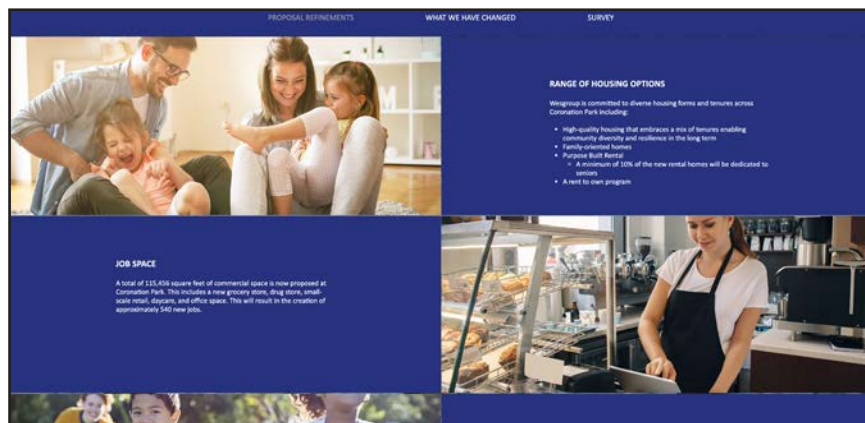 PROPOSAL REFINEMENTS WHAT WE HAVE CHANGED SURVEY
RANGE OF HOUSING OPTIONS
Wesgroup is committed to diverse housing forms and tenures across
Coronation Park including:
• High-quality housing that embraces a mix of tenures enabling
community diversity and resilience in the long term
• Family-oriented homes
• Purpose Built Rental
○ A minimum of 10% of the new rental homes will be dedicated to
seniors
• A rent to own program
JOB SPACE
A total of 115,456 square feet of commercial space is now proposed at
Coronation Park. This includes a new grocery store, drug store, small-
scale retail, daycare, and office space. This will result in the creation of
approximately 540 new jobs.